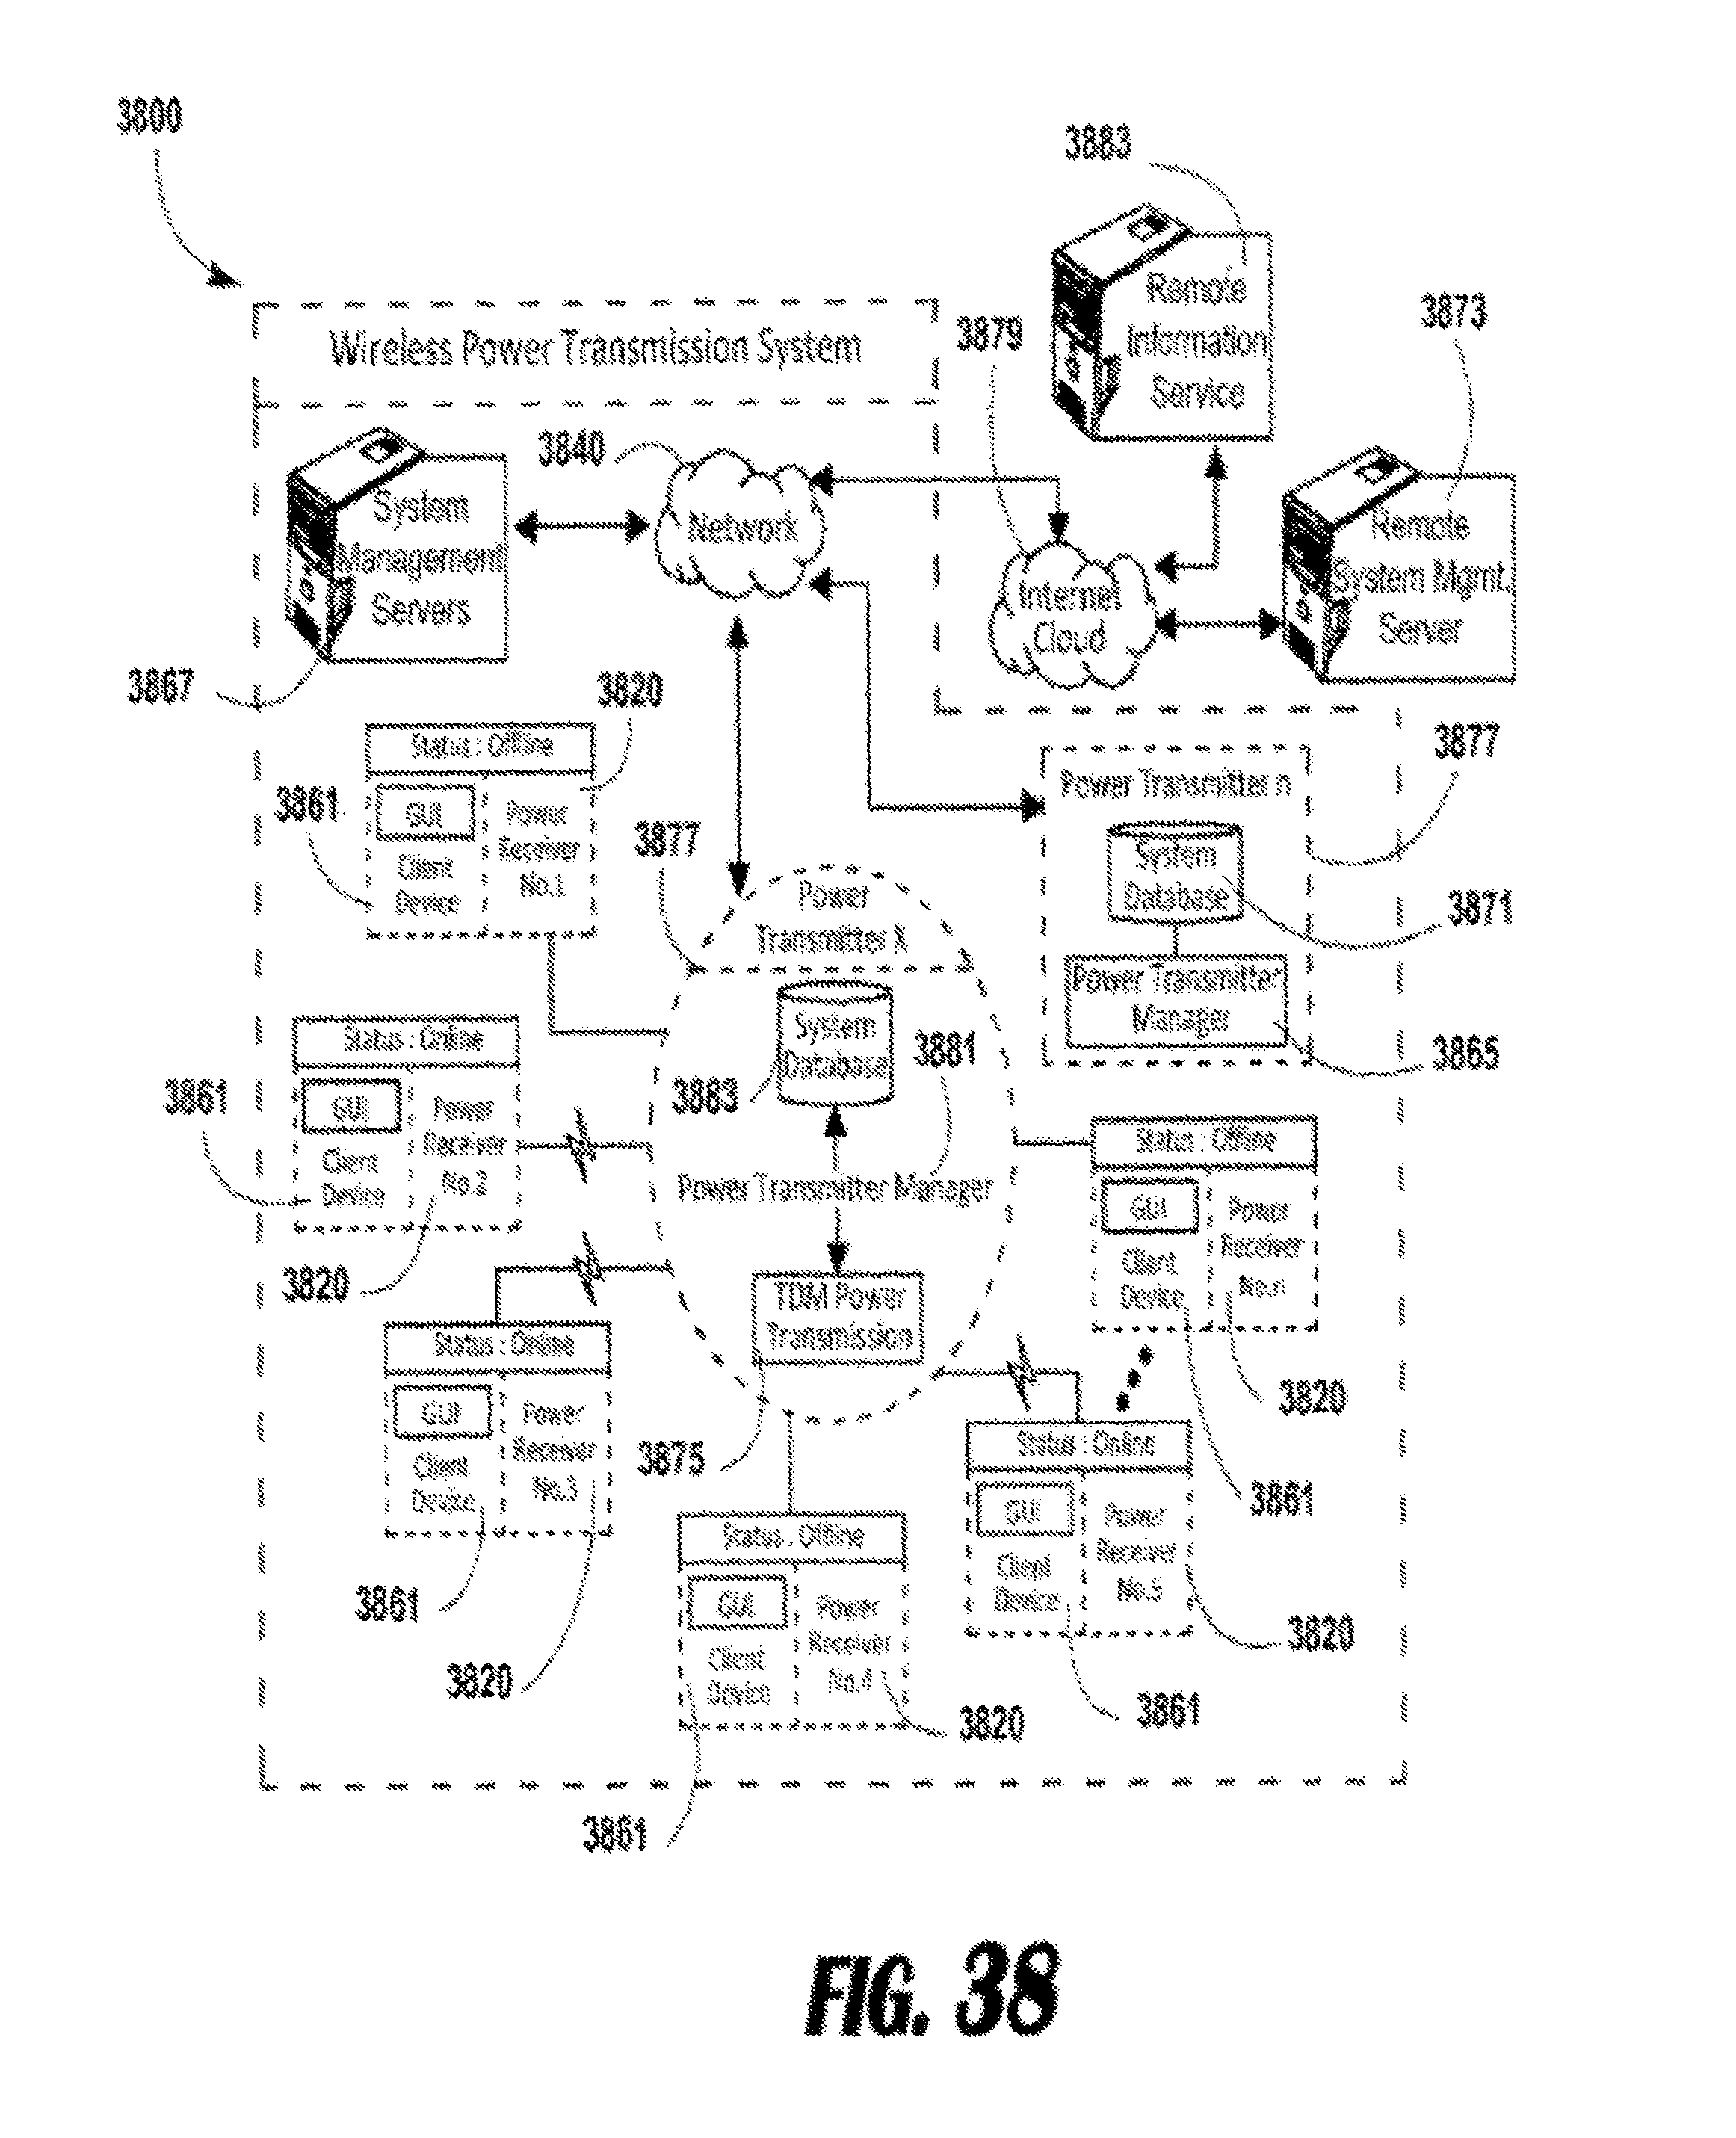 3800
3883
Remote
Information
Service
3879
3873
Wireless Power Transmission System
3840
System
Management
Servers
Network
Internet
Cloud
Remote
System Mgmt.
Server
3867
3820
Status : Offline
3861
GUI
Client
Device
Power
Receiver
No.1
3877
Power Transmitter n
System
Database
3871
Power Transmitter
Manager
3865
3877
Power
Transmitter X
System
Database
3881
3883
Status : Online
3861
GUI
Client
Device
Power
Receiver
No.2
3820
Power Transmitter Manager
TDM Power
Transmission
3875
Status : Offline
GUI
Client
Device
Power
Receiver
No.n
3820
3861
Status : Online
GUI
Client
Device
Power
Receiver
No.3
3861
3820
Status : Offline
GUI
Client
Device
Power
Receiver
No.4
3820
3861
Status : Online
GUI
Client
Device
Power
Receiver
No.5
3820
3861
FIG. 38